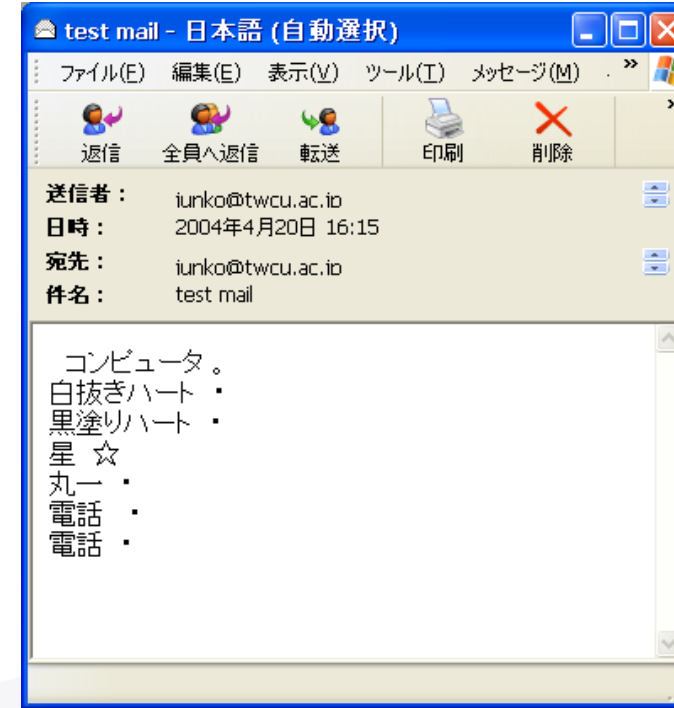 test mail - 日本語 (自動選択)
ファイル(F) 編集(E) 表示(V) ツール(T) メッセージ(M) . »
»
返信 全員へ返信 転送 印刷 削除
送信者： iunko@twcu.ac.ip
日時： 2004年4月20日 16:15
宛先： iunko@twcu.ac.ip
件名： test mail
コンピュータ。
白抜きハート ・
黒塗りハート ・
星 ☆
丸一 ・
電話 ・
電話 ・